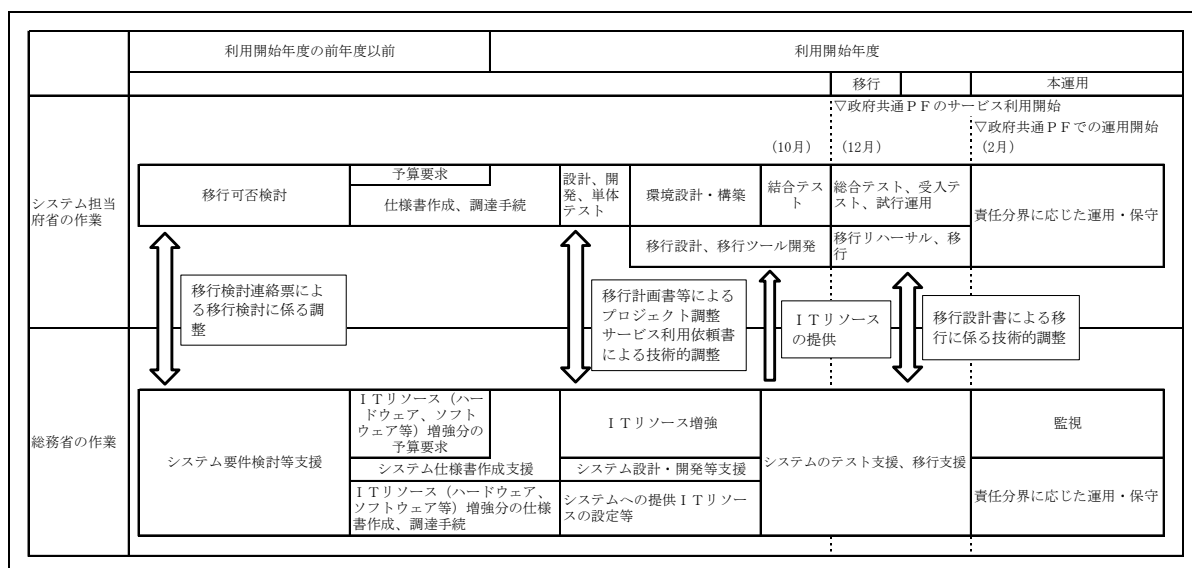 利用開始年度の前年度以前
利用開始年度
移行
本運用
▽政府共通ＰＦのサービス利用開始
▽政府共通ＰＦでの運用開始
(10月)
(12月)
(2月)
システム担当
府省の作業
移行可否検討
予算要求
仕様書作成、調達手続
設計、開
発、単体
テスト
環境設計・構築
結合テス
ト
総合テスト、受入テ
スト、試行運用
責任分界に応じた運用・保守
移行設計、移行ツール開発
移行リハーサル、移
行
移行検討連絡票によ
る移行検討に係る調
整
移行計画書等による
プロジェクト調整
サービス利用依頼書
による技術的調整
ＩＴリソース
の提供
移行設計書による移
行に係る技術的調整
総務省の作業
システム要件検討等支援
ＩＴリソース（ハー
ドウェア、ソフト
ウェア等）増強分の
予算要求
システム仕様書作成支援
ＩＴリソース（ハードウェア、
ソフトウェア等）増強分の仕様
書作成、調達手続
ＩＴリソース増強
システム設計・開発等支援
システムへの提供ＩＴリソー
スの設定等
システムのテスト支援、移行支援
監視
責任分界に応じた運用・保守